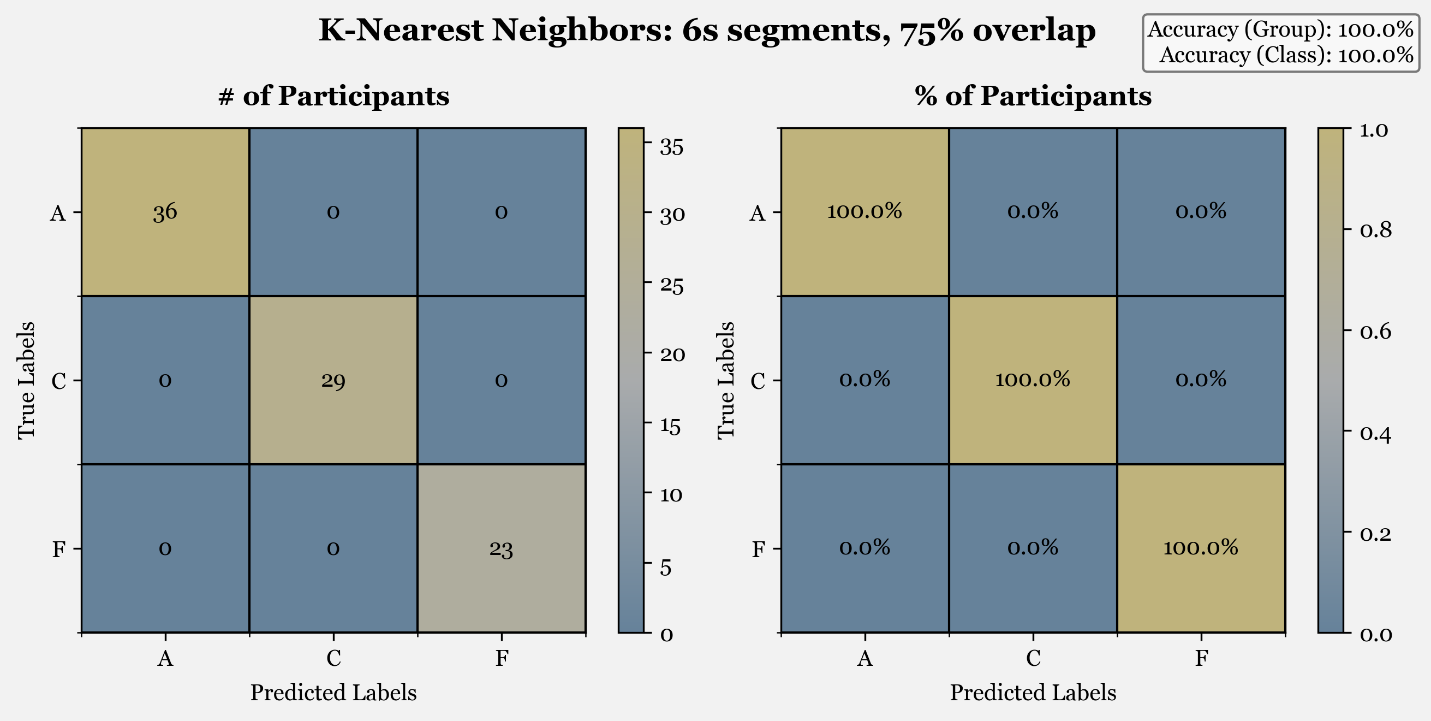 K-Nearest Neighbors: 6s segments, 75% overlap
Accuracy (Group): 100.0%
Accuracy (Class): 100.0%
# of Participants
True Labels
A
C
F
36
0
0
0
29
0
0
0
23
A
C
F
Predicted Labels
35
30
25
20
15
10
5
0
% of Participants
True Labels
A
C
F
100.0%
0.0%
0.0%
0.0%
100.0%
0.0%
0.0%
0.0%
100.0%
A
C
F
Predicted Labels
1.0
0.8
0.6
0.4
0.2
0.0